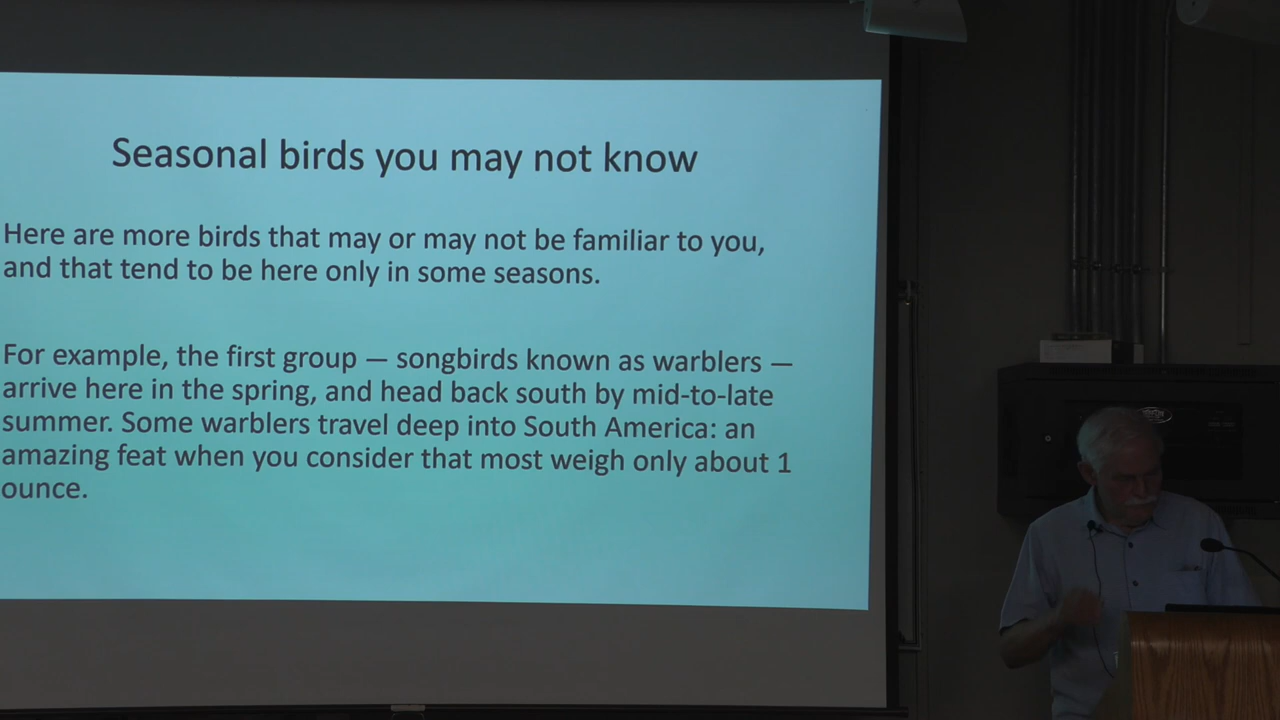 Seasonal birds you may not know
Here are more birds that may or may not be familiar to you,
and that tend to be here only in some seasons.
For example, the first group — songbirds known as warblers —
arrive here in the spring, and head back south by mid-to-late
summer. Some warblers travel deep into South America: an
amazing feat when you consider that most weigh only about 1
ounce.